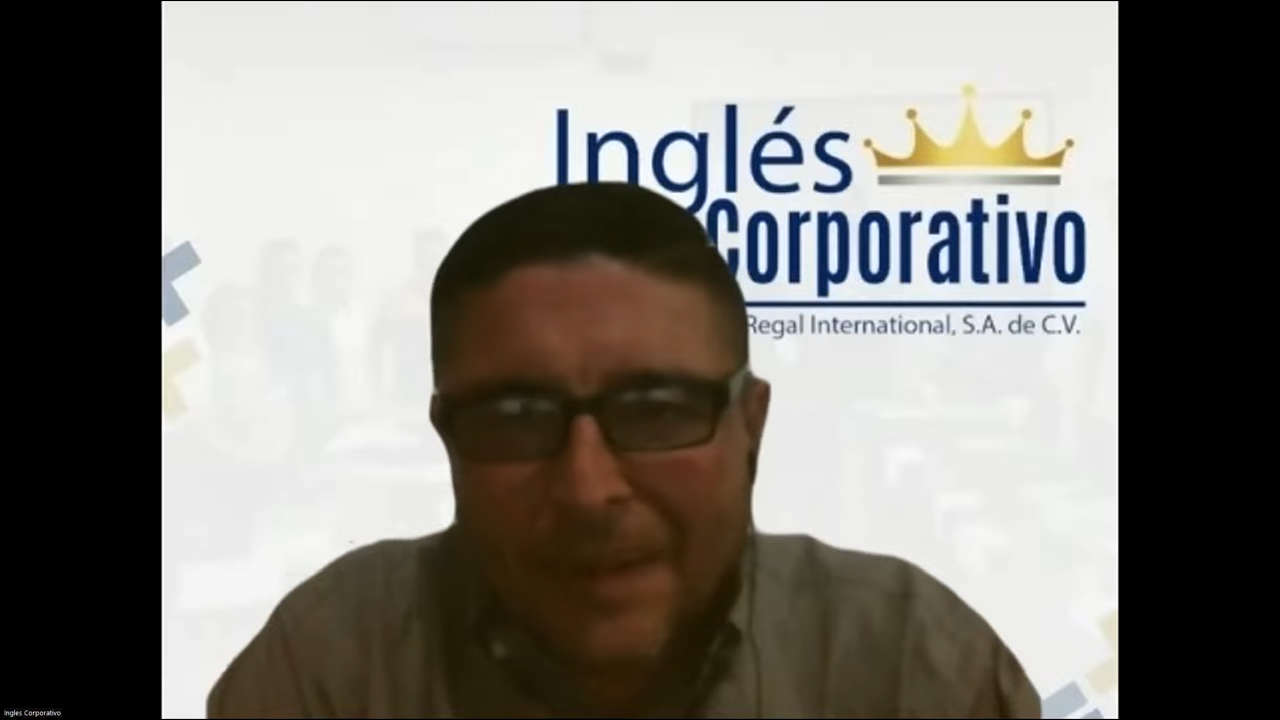 Inglés
Corporativo
Regal International, S.A. de C.V.
Ingles Corporativo